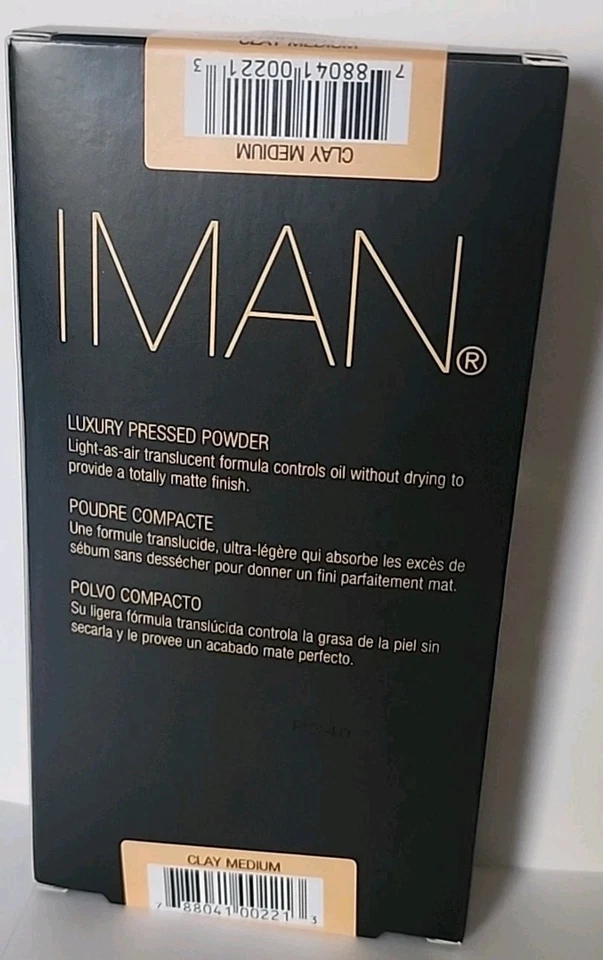 CLAY MEDIUM
7 88041 00221 3
CLAY MEDIUM
IMAN®
LUXURY PRESSED POWDER
Light-as-air translucent formula controls oil without drying to
provide a totally matte finish.
POUDRE COMPACTE
Une formule translucide, ultra-légère qui absorbe les excès de
sébum sans dessécher pour donner un fini parfaitement mat.
POLVO COMPACTO
Su ligera fórmula translúcida controla la grasa de la piel sin
secarla y le provee un acabado mate perfecto.
CLAY MEDIUM
7 88041 00221 3